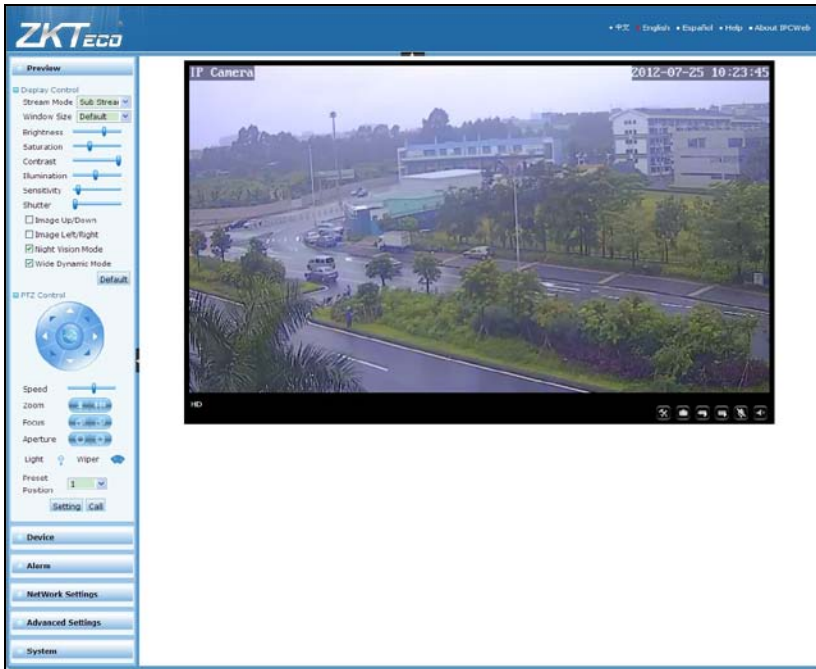 ZKTeco
• 中文 • English • Español • Help • About IPCWeb
Preview
Display Control
Stream Mode Sub Strear
Window Size Default
Brightness
Saturation
Contrast
Illumination
Sensitivity
Shutter
Image Up/Down
Image Left/Right
Night Vision Mode
Wide Dynamic Mode
Default
PTZ Control
Speed
Zoom
Focus
Aperture
Light Wiper
Preset
Position
1
Setting Call
Device
Alarm
NetWork Settings
Advanced Settings
System
IP Camera 2012-07-25 10:23:45
HD